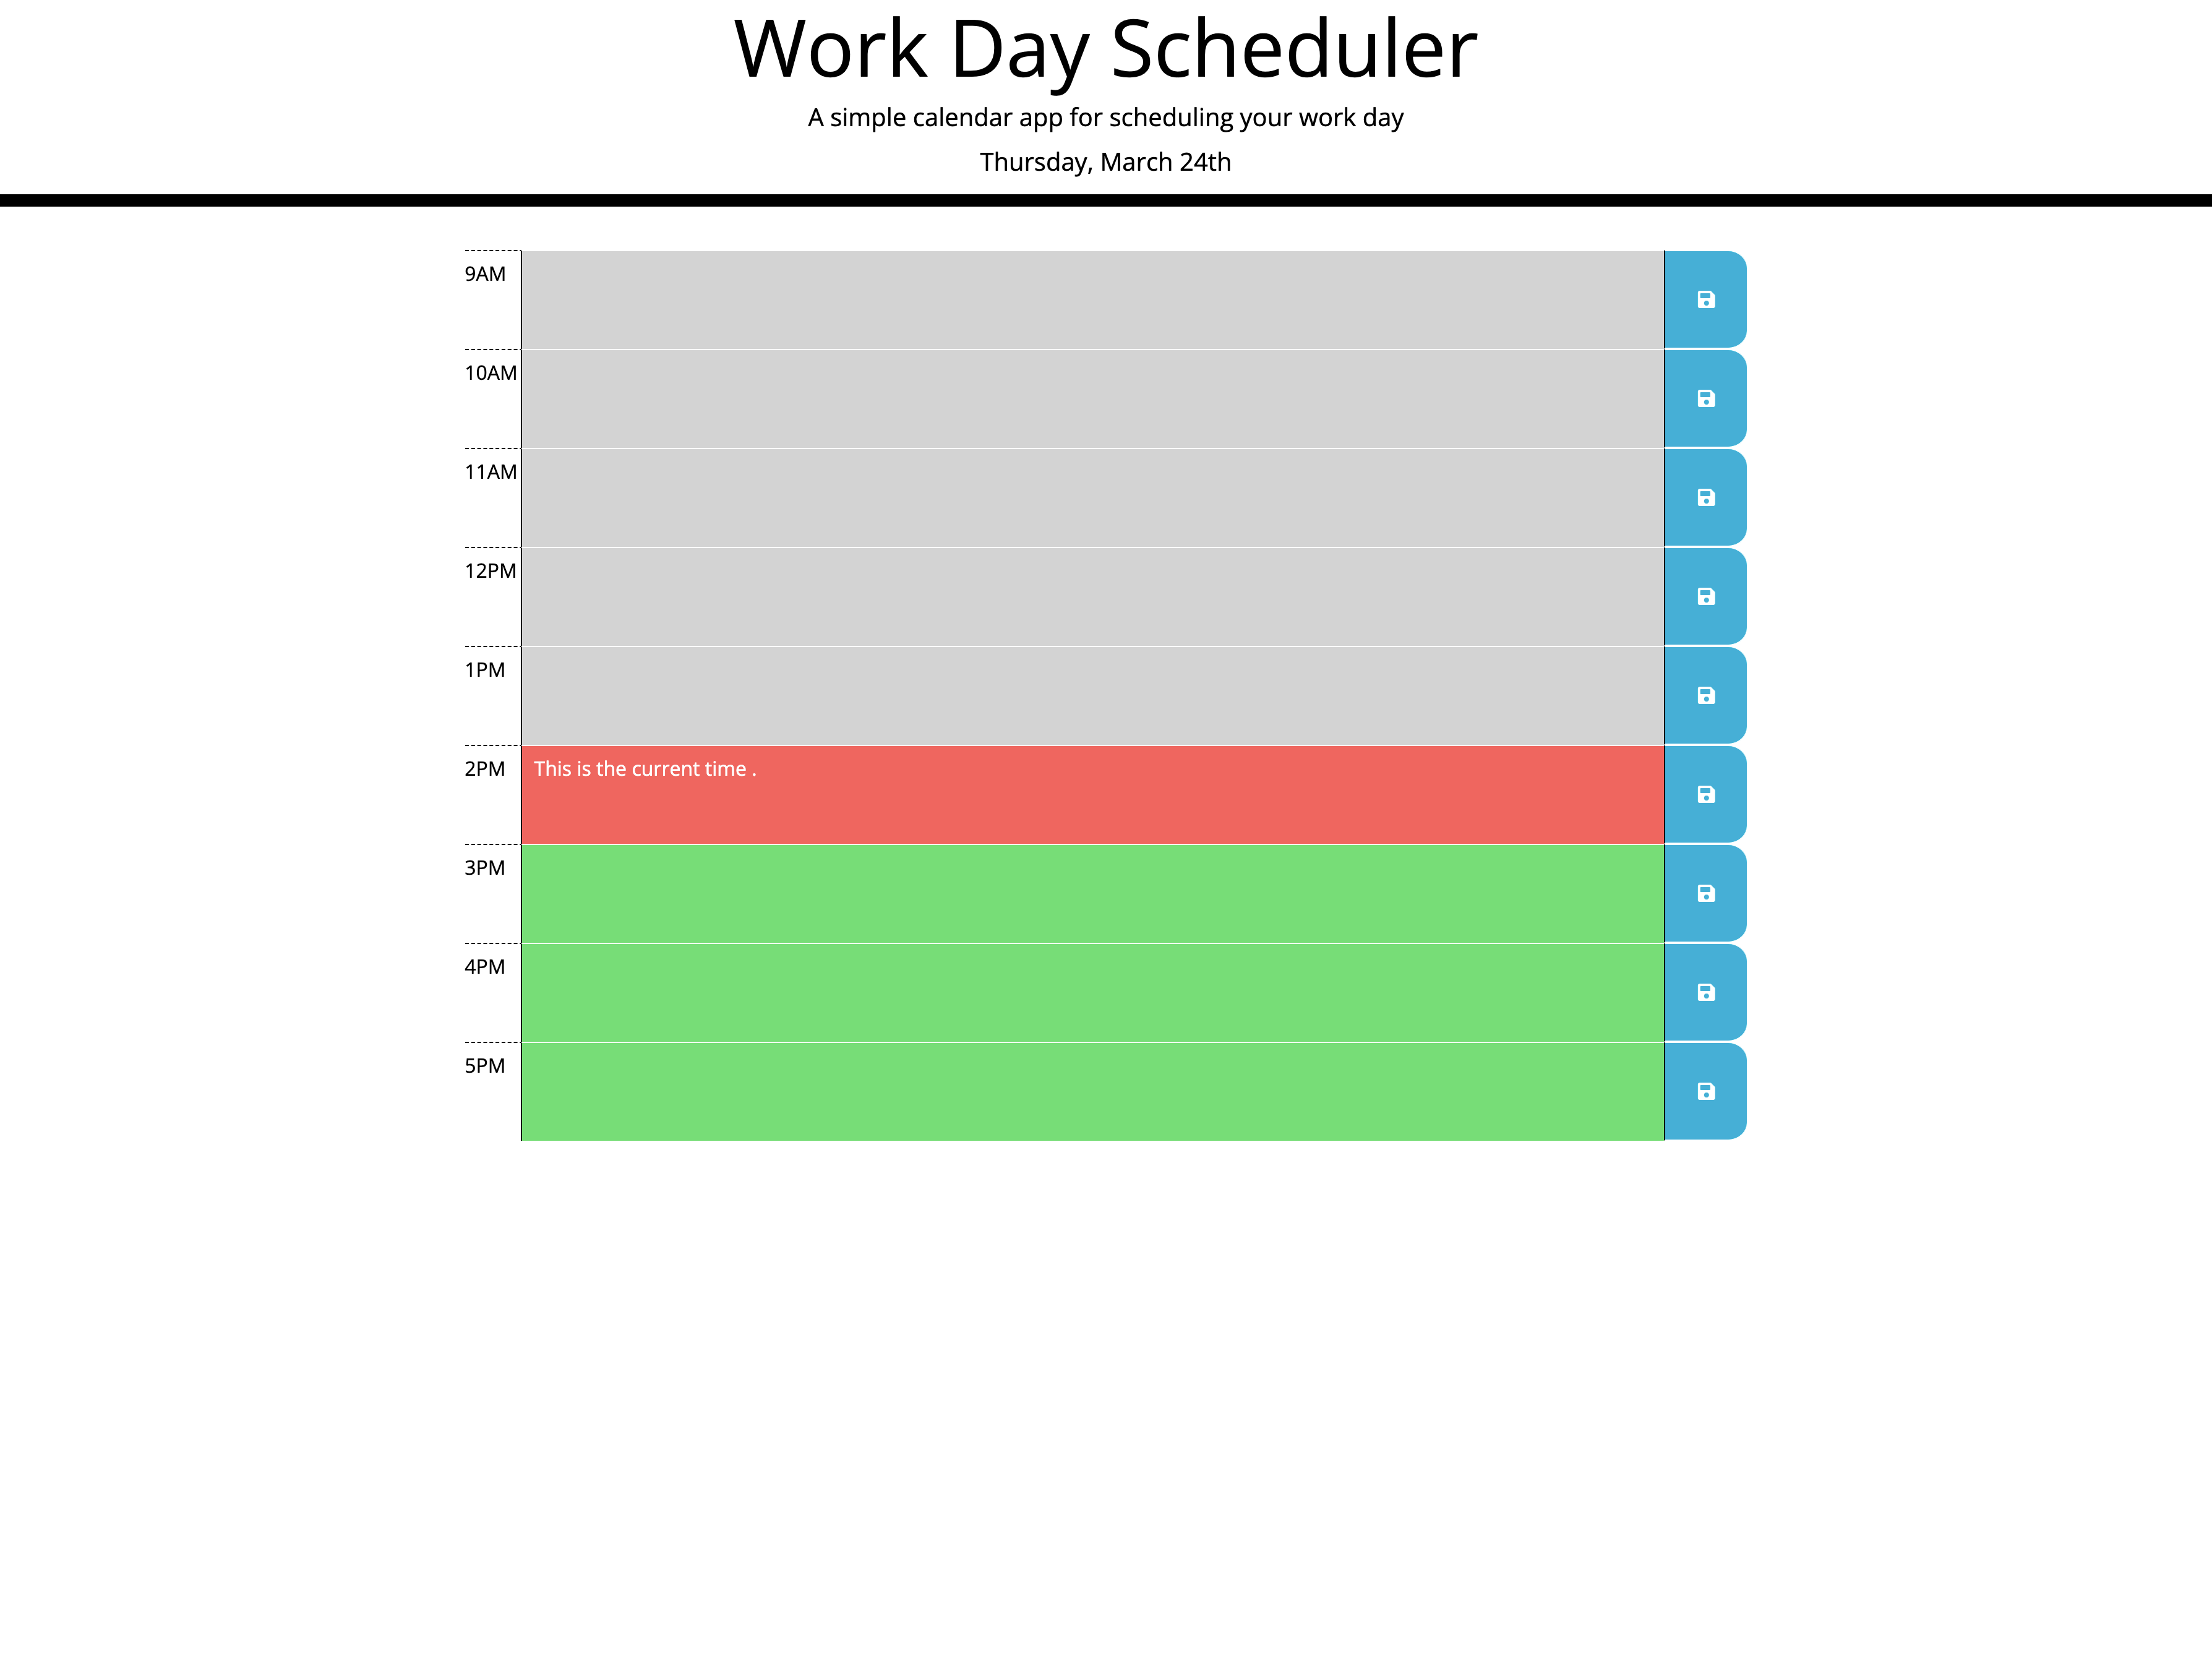 Work Day Scheduler
A simple calendar app for scheduling your work day
Thursday, March 24th
9AM
10AM
11AM
12PM
1PM
2PM This is the current time .
3PM
4PM
5PM